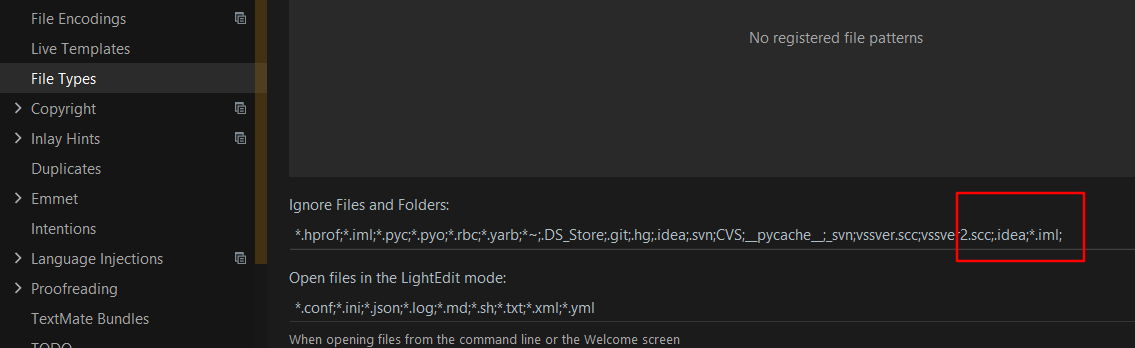 File Encodings
Live Templates
File Types
Copyright
Inlay Hints
Duplicates
Emmet
Intentions
Language Injections
Proofreading
TextMate Bundles
TODO
No registered file patterns
Ignore Files and Folders:
*.hprof;*.iml;*.pyc;*.pyo;*.rbc;*.yarb;*~;.DS_Store;.git;.hg;.idea;.svn;CVS;__pycache__;_svn;vssver.scc;vssver2.scc;.idea;*.iml;
Open files in the LightEdit mode:
*.conf;*.ini;*.json;*.log;*.md;*.sh;*.txt;*.xml;*.yml
When opening files from the command line or the Welcome screen